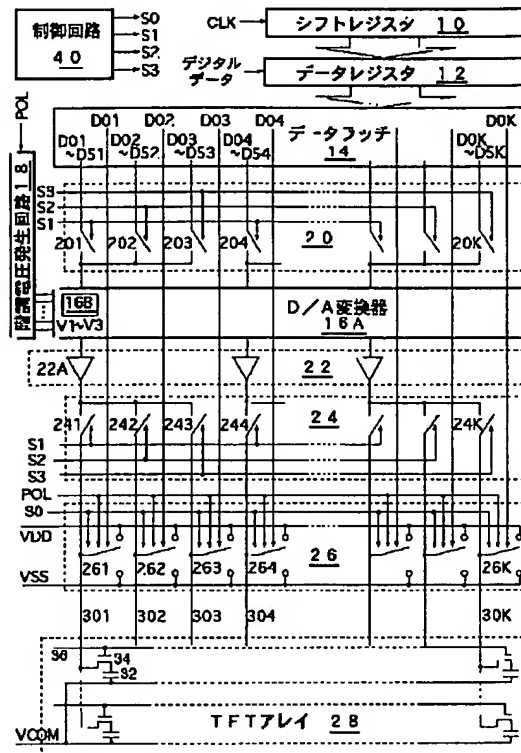 制御回路
40
S0
S1
S2
S3
CLK
シフトレジスタ 10
デジタル
データ
データレジスタ 12
POL
D01 D02 D03 D04 D0K
D01 D02 D03 D04 D0K
~D51 ~D52 ~D53 ~D54 ~D5K
データラッチ
14
階調電圧発生回路 18
S3
S2
S1
201 202 203 204 20 20K
16B
V1~V3
D/A変換器
16A
22A 22
241 242 243 244 24 24K
S1
S2
S3
POL
S0
VDD
261 262 263 264 26 26K
VSS
301 302 303 304 30K
36
34
32
VCOM
TFTアレイ 28